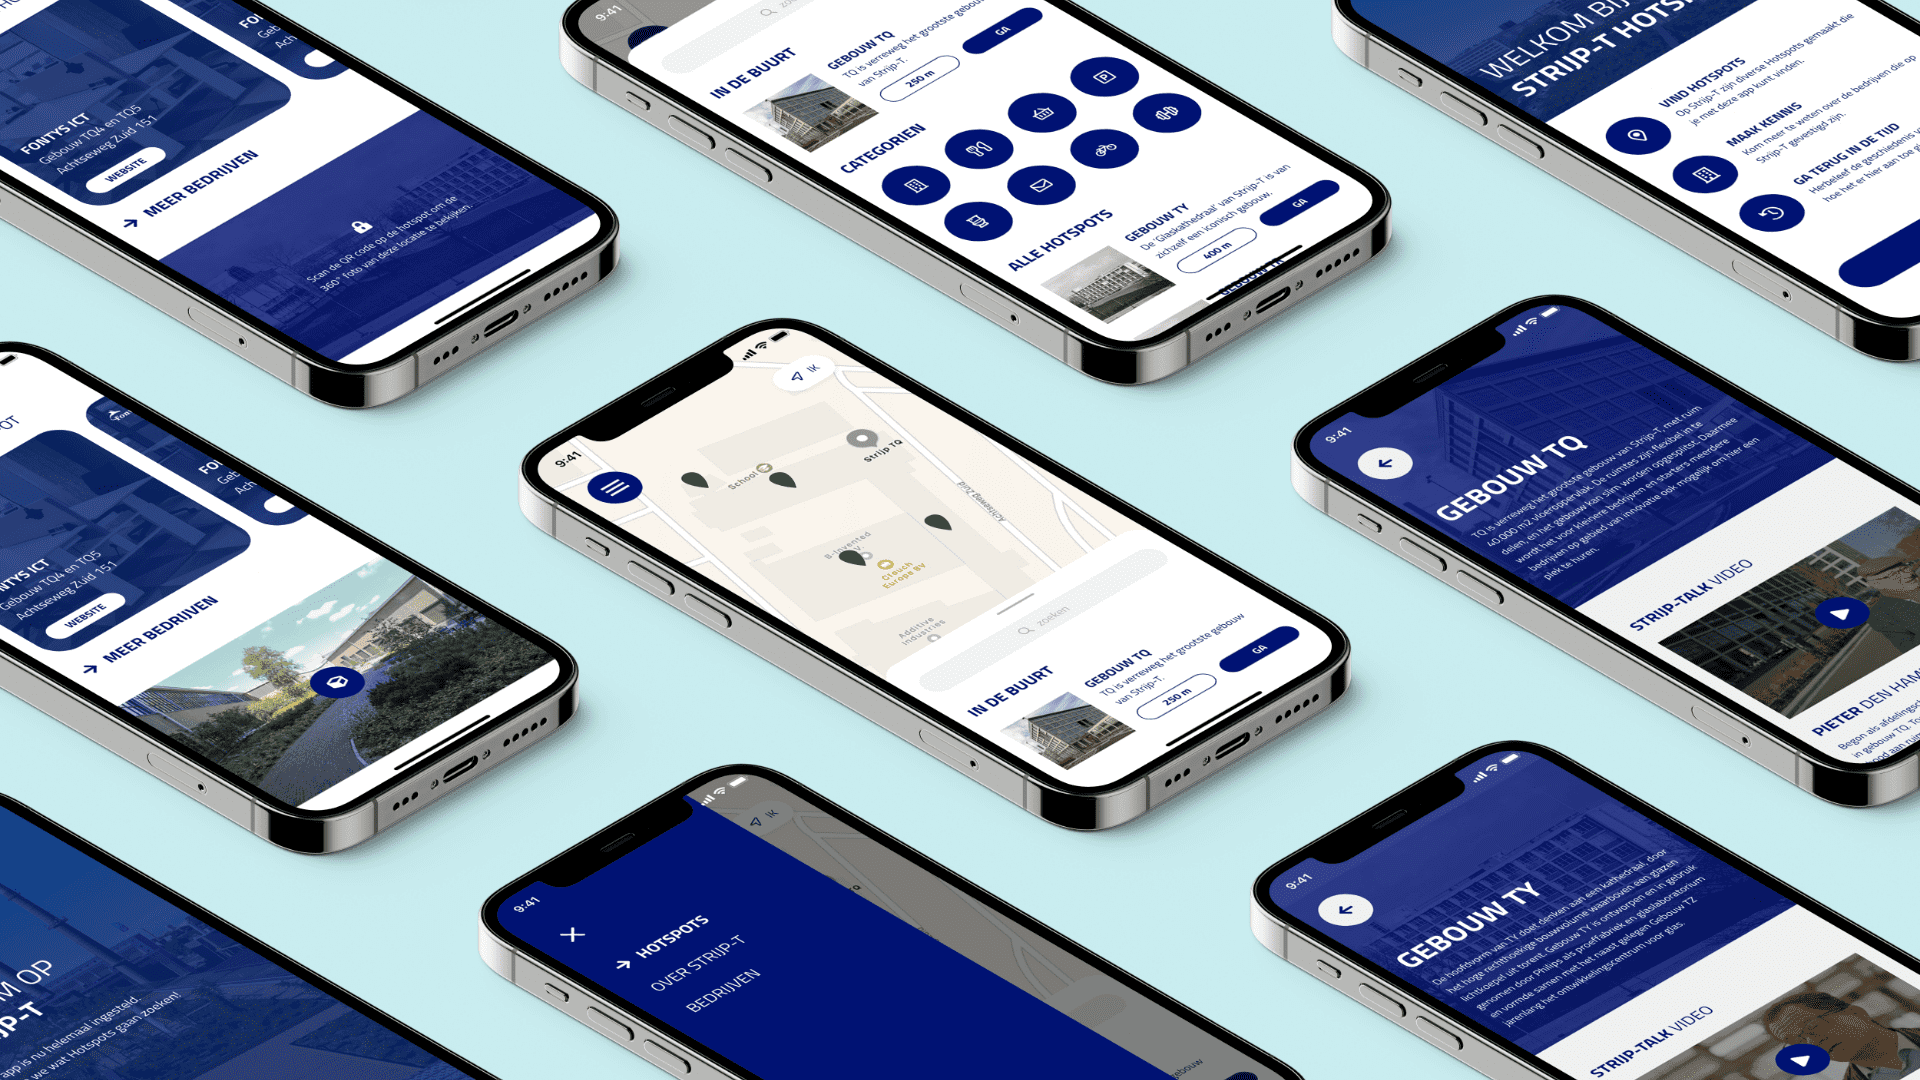 FONTYS ICT
Gebouw TQ4 en TQ5
Achtseweg Zuid 151
WEBSITE
MEER BEDRIJVEN
Scan de QR code op de hotspot om de
360° foto van deze locatie te bekijken.
9:41
IN DE BUURT
GEBOUW TQ
TQ is verreweg het grootste gebouw
van Strijp-T.
250 m
GA
CATEGORIEN
P
ALLE HOTSPOTS
GEBOUW TY
De 'Glaskathedraal' van Strijp-T is van
zichzelf een iconisch gebouw.
400 m
GA
WELKOM BIJ
STRIJP-T
VIND HOTSPOTS
Op Strijp-T zijn diverse Hotspots gemaakt die
je met deze app kunt vinden.
MAAK KENNIS
Kom meer te weten over de bedrijven die op
Strijp-T gevestigd zijn.
GA TERUG IN DE TIJD
Herbeleef de geschiedenis
hoe het er hier aan toe
Gebouw TQ4 en TQ5
Achtseweg Zuid 151
WEBSITE
MEER BEDRIJVEN
9:41
IK
School
Strijp TQ
Achtseweg Zuid
B-Invented
Europe BV
Additive
Industries
zoeken
IN DE BUURT
GEBOUW TQ
TQ is verreweg het grootste gebouw
van Strijp-T.
250 m
GA
9:41
GEBOUW TQ
TQ is verreweg het grootste gebouw van Strijp-T, met ruim
40.000 m2 vloeroppervlak. De ruimtes zijn flexibel in te
delen, en het gebouw kan slim worden opgesplitst. Daarmee
wordt het voor kleinere bedrijven en starters meerdere
bedrijven op gebied van innovatie ook mogelijk om hier een
plek te huren.
STRIJP-TALK VIDEO
PIETER DEN
Begon als
in gebouw TQ.
app is nu helemaal ingesteld.
we wat Hotspots gaan zoeken!
9:41
IK
HOTSPOTS
OVER STRIJP-T
BEDRIJVEN
gebouw
9:41
GEBOUW TY
De hoofdvorm van TY doet denken aan een kathedraal, door
het hoge rechthoekige bouwvolume waarboven een glazen
lichtkoepel uit torent. Gebouw TY is ontworpen en in gebruik
genomen door Philips als proeffabriek en glaslaboratorium
en vormde samen met het naast gelegen Gebouw TZ
jarenlang het ontwikkelingscentrum voor glas.
STRIJP-TALK VIDEO